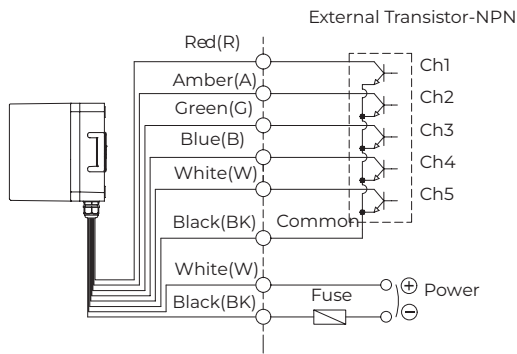 External Transistor-NPN
Red(R)
Ch1
Amber(A)
Ch2
Green(G)
Ch3
Blue(B)
Ch4
White(W)
Ch5
Black(BK)
Common
White(W)
Fuse
+
Power
Black(BK)
−